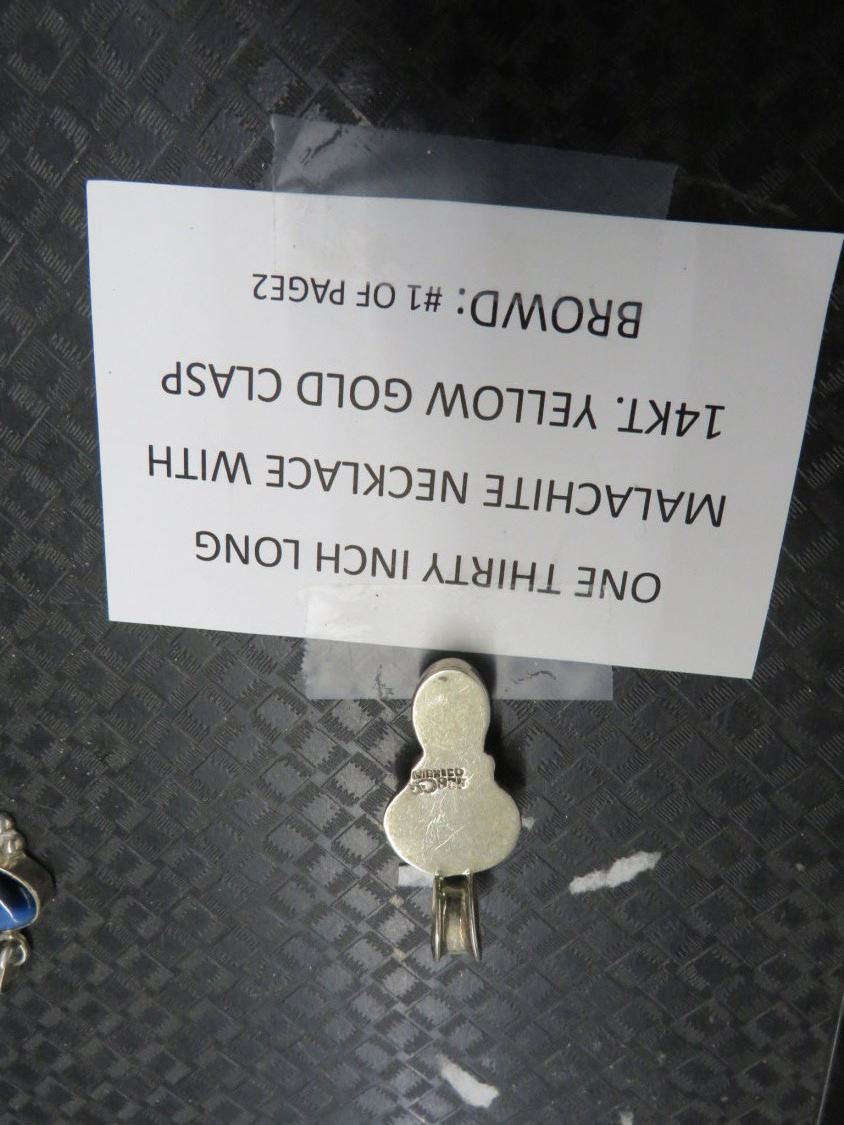 ONE THIRTY INCH LONG
MALACHITE NECKLACE WITH
14KT. YELLOW GOLD CLASP
BROWD: #1 OF PAGE2